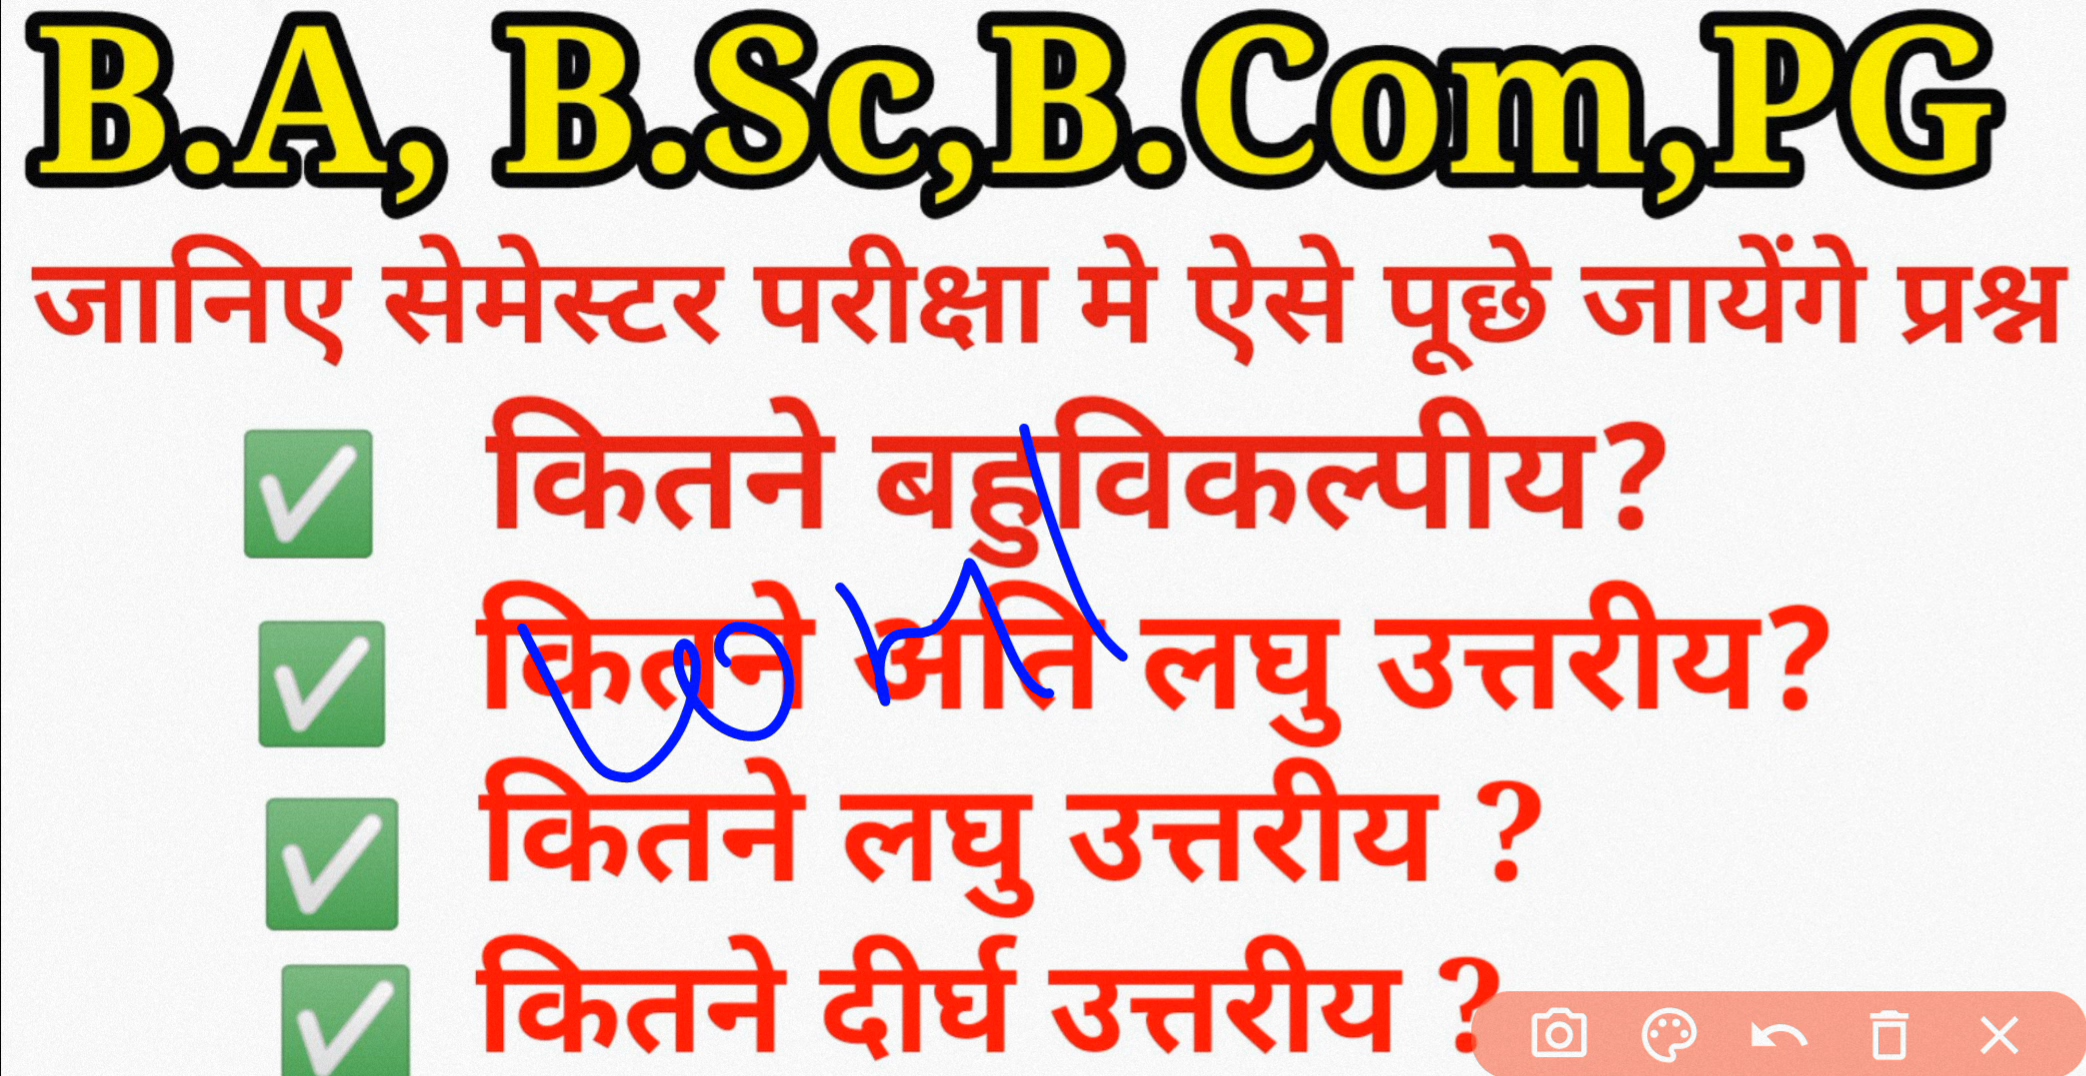 B.A, B.Sc,B.Com,PG
जानिए सेमेस्टर परीक्षा मे ऐसे पूछे जायेंगे प्रश्न
✅ कितने बहुविकल्पीय?
✅ कितने अति लघु उत्तरीय?
✅ कितने लघु उत्तरीय ?
✅ कितने दीर्घ उत्तरीय ?